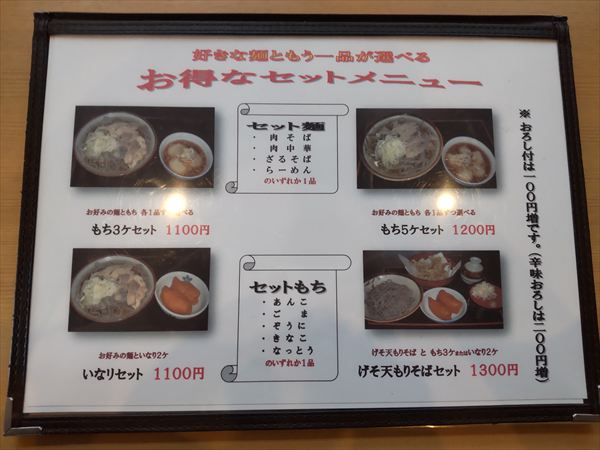 好きな麺ともう一品が選べる
お得なセットメニュー
セット麺
・肉そば
・肉中華
・ざるそば
・らーめん
のいずれか1品
お好みの麺ともち 各1品ずつ選べる
もち3ケセット 1100円
お好みの麺ともち 各1品ずつ選べる
もち5ケセット 1200円
セットもち
・あんこ
・ごま
・ぞうに
・きなこ
・なっとう
のいずれか1品
お好みの麺といなり2ケ
いなりセット 1100円
げそ天もりそば と もち3ケまたはいなり2ケ
げそ天もりそばセット 1300円
※おろし付は一〇〇円増です。(辛味おろしは二〇〇円増)